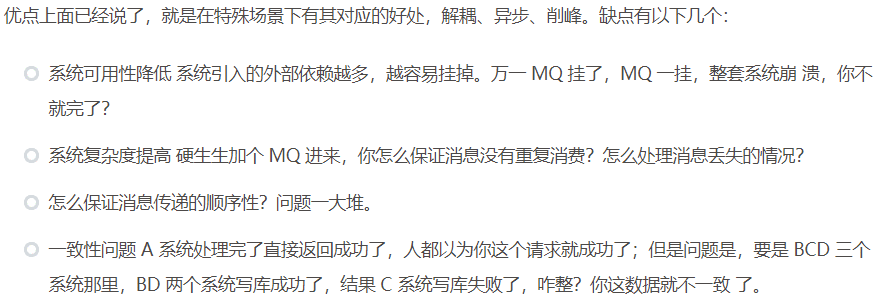 优点上面已经说了，就是在特殊场景下有其对应的好处，解耦、异步、削峰。缺点有以下几个：
系统可用性降低 系统引入的外部依赖越多，越容易挂掉。万一 MQ 挂了，MQ 一挂，整套系统崩 溃，你不
就完了？
系统复杂度提高 硬生生加个 MQ 进来，你怎么保证消息没有重复消费？怎么处理消息丢失的情况？
怎么保证消息传递的顺序性？问题一大堆。
一致性问题 A 系统处理完了直接返回成功了，人都以为你这个请求就成功了；但是问题是，要是 BCD 三个
系统那里，BD 两个系统写库成功了，结果 C 系统写库失败了，咋整？你这数据就不一致 了。